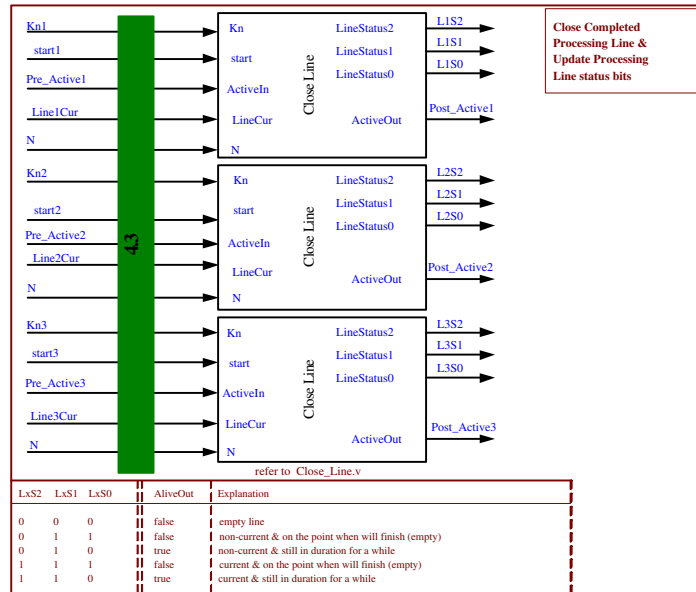 Close Completed
Processing Line &
Update Processing
Line status bits
4.3
Kn1
start1
Pre_Active1
Line1Cur
N
Kn
start
ActiveIn
LineCur
N
Close Line
LineStatus2
LineStatus1
LineStatus0
ActiveOut
L1S2
L1S1
L1S0
Post_Active1
Kn2
start2
Pre_Active2
Line2Cur
N
Kn
start
ActiveIn
LineCur
N
Close Line
LineStatus2
LineStatus1
LineStatus0
ActiveOut
L2S2
L2S1
L2S0
Post_Active2
Kn3
start3
Pre_Active3
Line3Cur
N
Kn
start
ActiveIn
LineCur
N
Close Line
LineStatus2
LineStatus1
LineStatus0
ActiveOut
L3S2
L3S1
L3S0
Post_Active3
refer to Close_Line.v
LxS2 LxS1 LxS0 AliveOut Explanation
0 0 0 false empty line
0 1 1 false non-current & on the point when will finish (empty)
0 1 0 true non-current & still in duration for a while
1 1 1 false current & on the point when will finish (empty)
1 1 0 true current & still in duration for a while